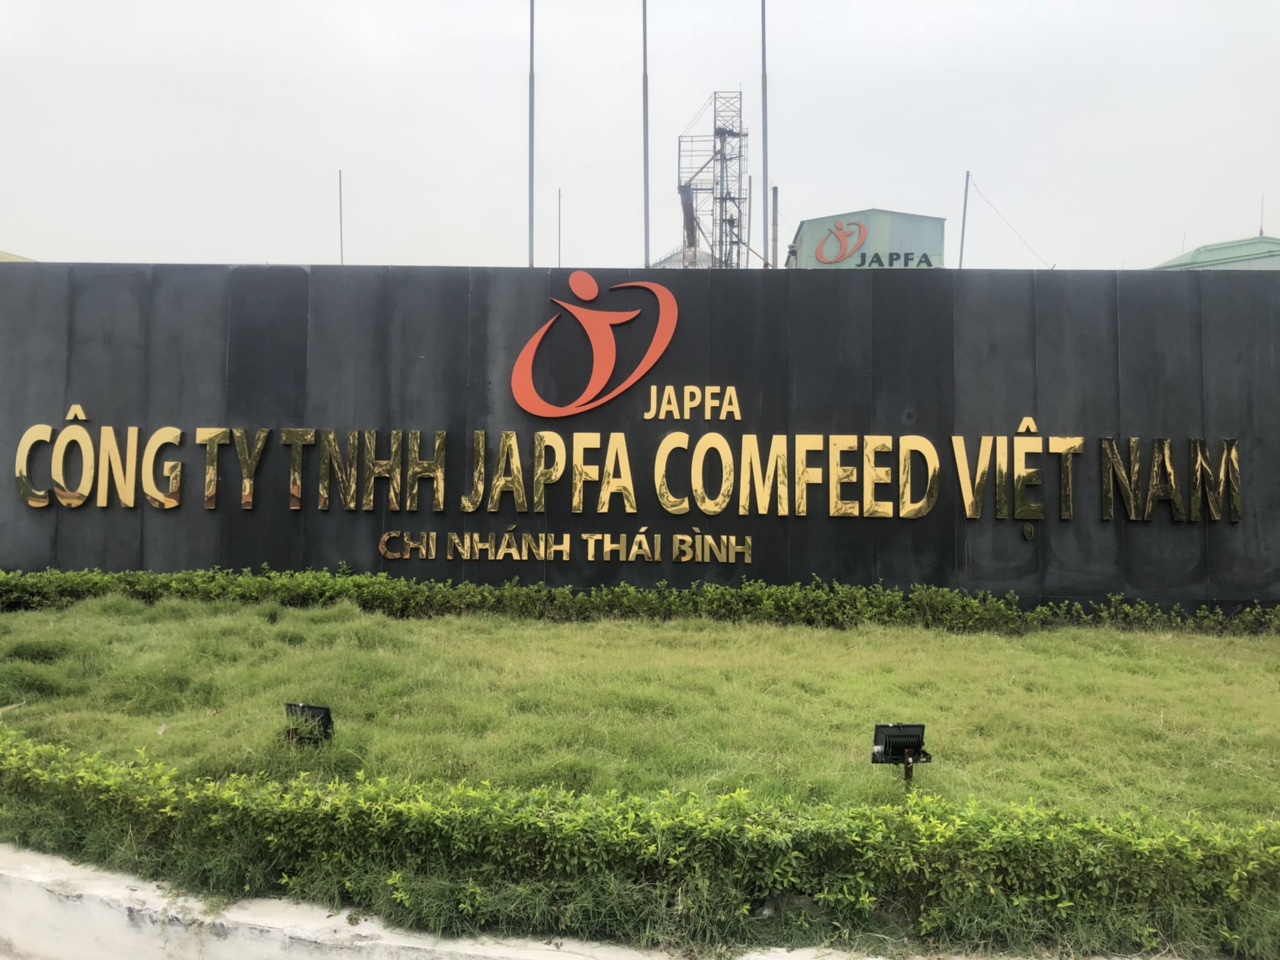 JAPFA
JAPFA
CÔNG TY TNHH JAPFA COMFEED VIỆT NAM
CHI NHÁNH THÁI BÌNH